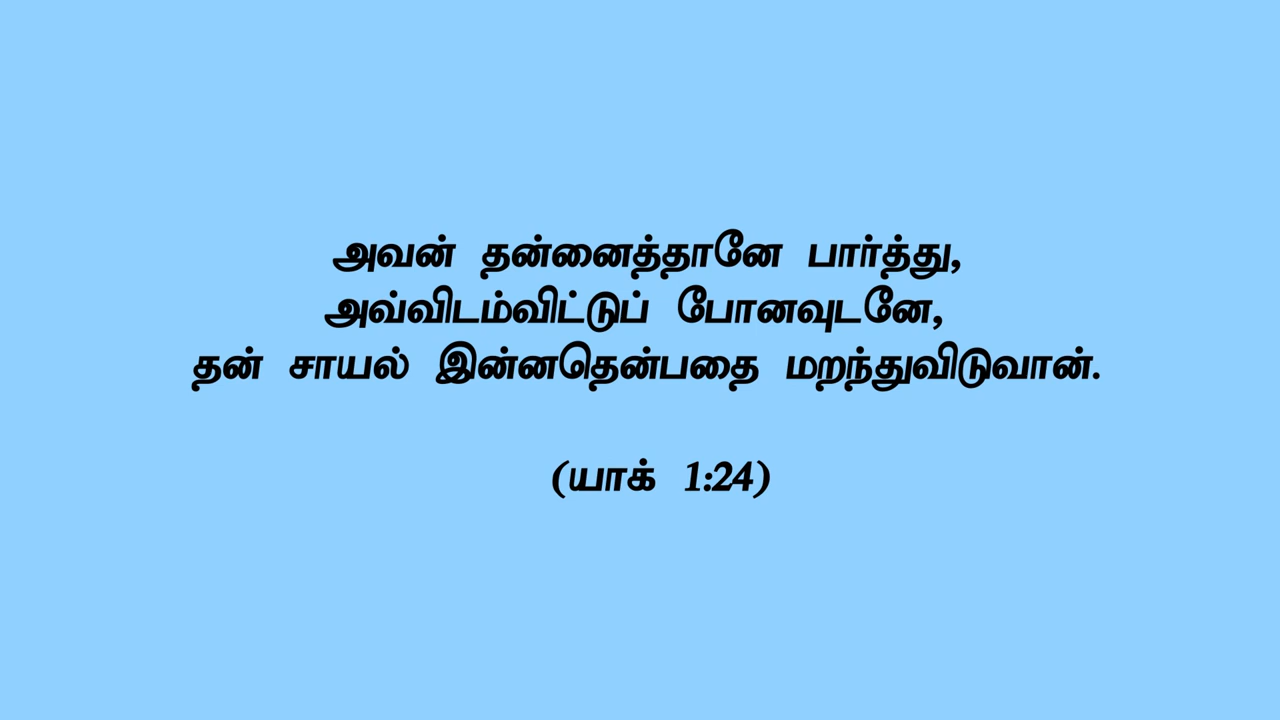 அவன் தன்னைத்தானே பார்த்து,
அவ்விடம்விட்டுப் போனவுடனே,
தன் சாயல் இன்னதென்பதை மறந்துவிடுவான்.
(யாக் 1:24)